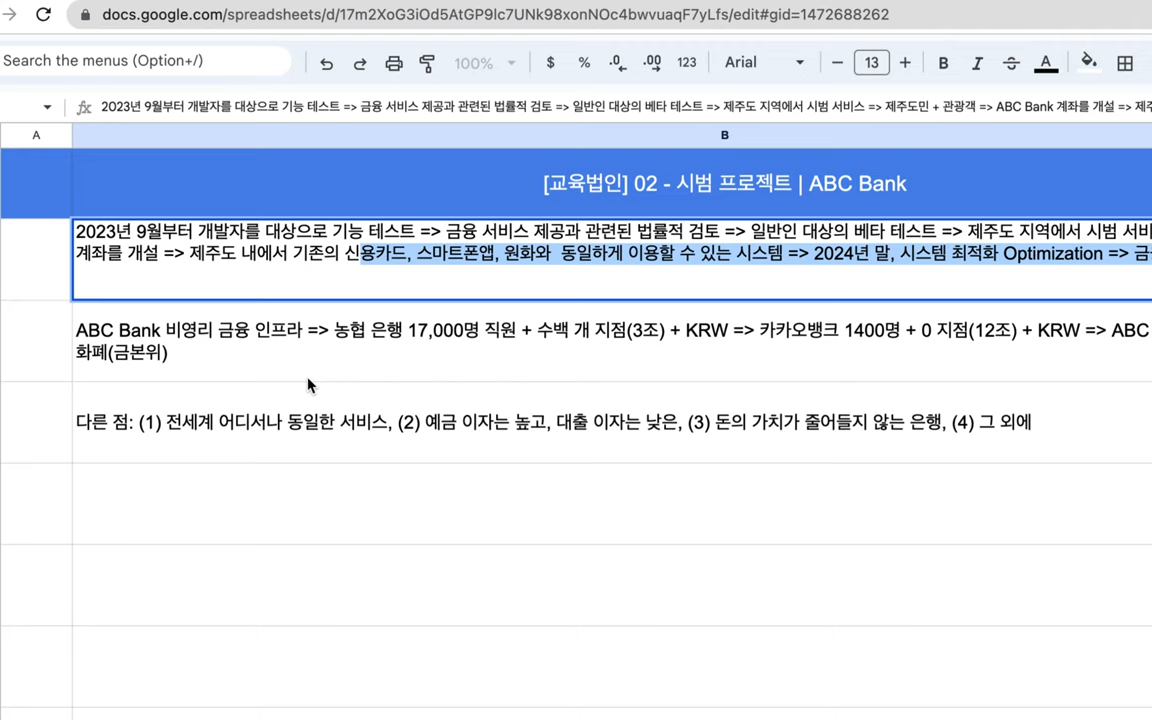 docs.google.com/spreadsheets/d/17m2XoG3iOd5AtGP9lc7UNk98xonNOc4bwvuaqF7yLfs/edit#gid=1472688262
Search the menus (Option+/)
100%
$ % .0 .00 123 Arial − 13 + B I S A
fx 2023년 9월부터 개발자를 대상으로 기능 테스트 => 금융 서비스 제공과 관련된 법률적 검토 => 일반인 대상의 베타 테스트 => 제주도 지역에서 시범 서비스 => 제주도민 + 관광객 => ABC Bank 계좌를 개설 => 제주
A B
[교육법인] 02 - 시범 프로젝트 | ABC Bank
2023년 9월부터 개발자를 대상으로 기능 테스트 => 금융 서비스 제공과 관련된 법률적 검토 => 일반인 대상의 베타 테스트 => 제주도 지역에서 시범 서비
계좌를 개설 => 제주도 내에서 기존의 신용카드, 스마트폰앱, 원화와 동일하게 이용할 수 있는 시스템 => 2024년 말, 시스템 최적화 Optimization => 금
ABC Bank 비영리 금융 인프라 => 농협 은행 17,000명 직원 + 수백 개 지점(3조) + KRW => 카카오뱅크 1400명 + 0 지점(12조) + KRW => ABC
화폐(금본위)
다른 점: (1) 전세계 어디서나 동일한 서비스, (2) 예금 이자는 높고, 대출 이자는 낮은, (3) 돈의 가치가 줄어들지 않는 은행, (4) 그 외에